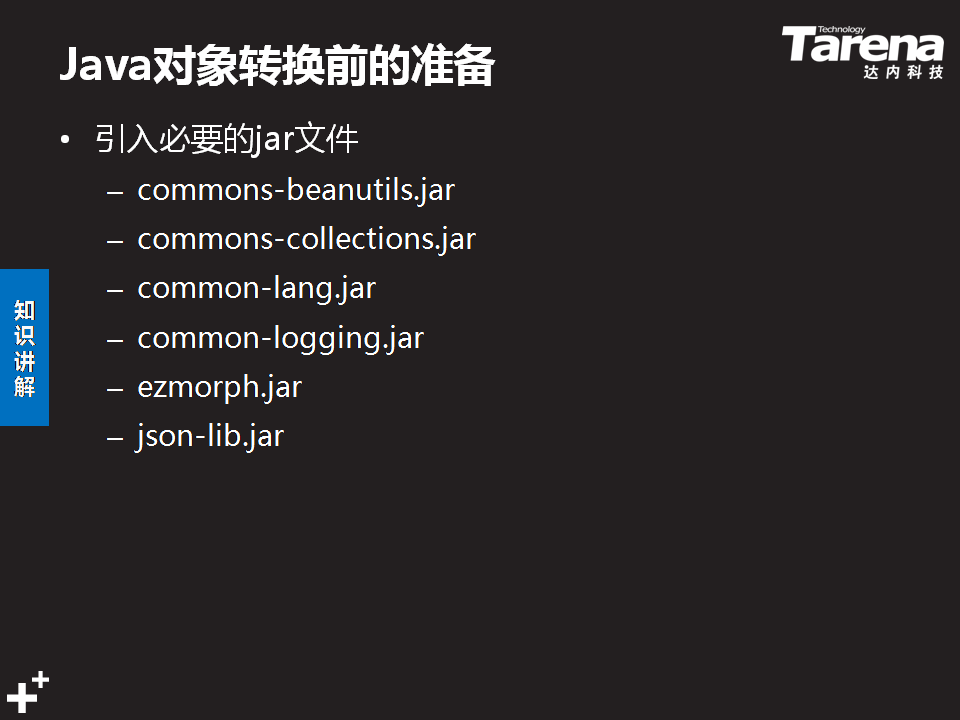 Java对象转换前的准备
Technology
Tarena
达内科技
• 引入必要的jar文件
– commons-beanutils.jar
– commons-collections.jar
– common-lang.jar
– common-logging.jar
– ezmorph.jar
– json-lib.jar
知识讲解